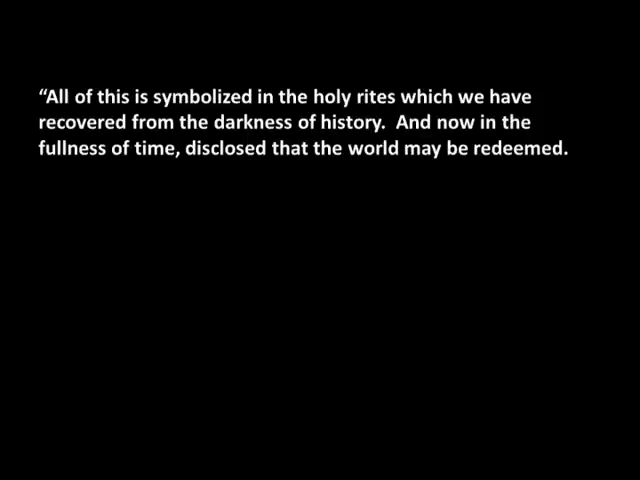 “All of this is symbolized in the holy rites which we have
recovered from the darkness of history.  And now in the
fullness of time, disclosed that the world may be redeemed.